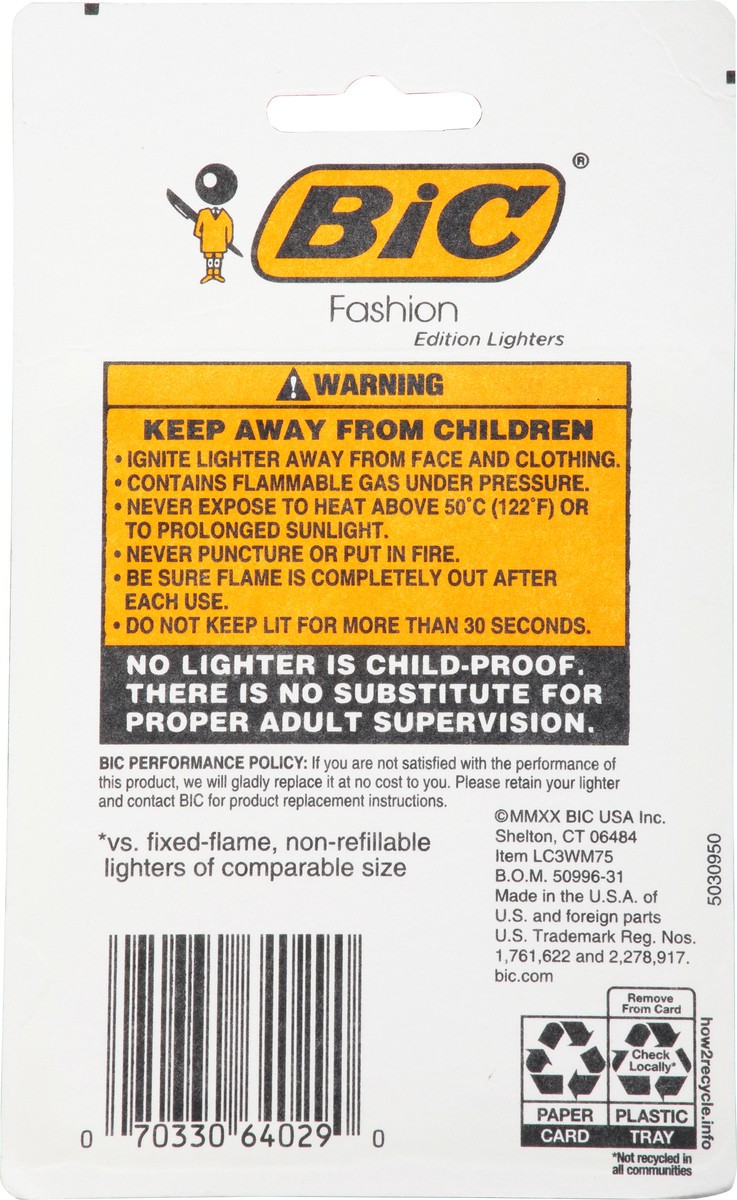 BiC®
Fashion
Edition Lighters
WARNING
KEEP AWAY FROM CHILDREN
• IGNITE LIGHTER AWAY FROM FACE AND CLOTHING.
• CONTAINS FLAMMABLE GAS UNDER PRESSURE.
• NEVER EXPOSE TO HEAT ABOVE 50°C (122°F) OR
TO PROLONGED SUNLIGHT.
• NEVER PUNCTURE OR PUT IN FIRE.
• BE SURE FLAME IS COMPLETELY OUT AFTER
EACH USE.
• DO NOT KEEP LIT FOR MORE THAN 30 SECONDS.
NO LIGHTER IS CHILD-PROOF.
THERE IS NO SUBSTITUTE FOR
PROPER ADULT SUPERVISION.
BIC PERFORMANCE POLICY: If you are not satisfied with the performance of
this product, we will gladly replace it at no cost to you. Please retain your lighter
and contact BIC for product replacement instructions.
*vs. fixed-flame, non-refillable
lighters of comparable size
©MMXX BIC USA Inc.
Shelton, CT 06484
Item LC3WM75
B.O.M. 50996-31
Made in the U.S.A. of
U.S. and foreign parts
U.S. Trademark Reg. Nos.
1,761,622 and 2,278,917.
bic.com
5030950
0 70330 64029 0
Remove
From Card
Check
Locally*
PAPER
PLASTIC
CARD
TRAY
how2recycle.info
*Not recycled in
all communities